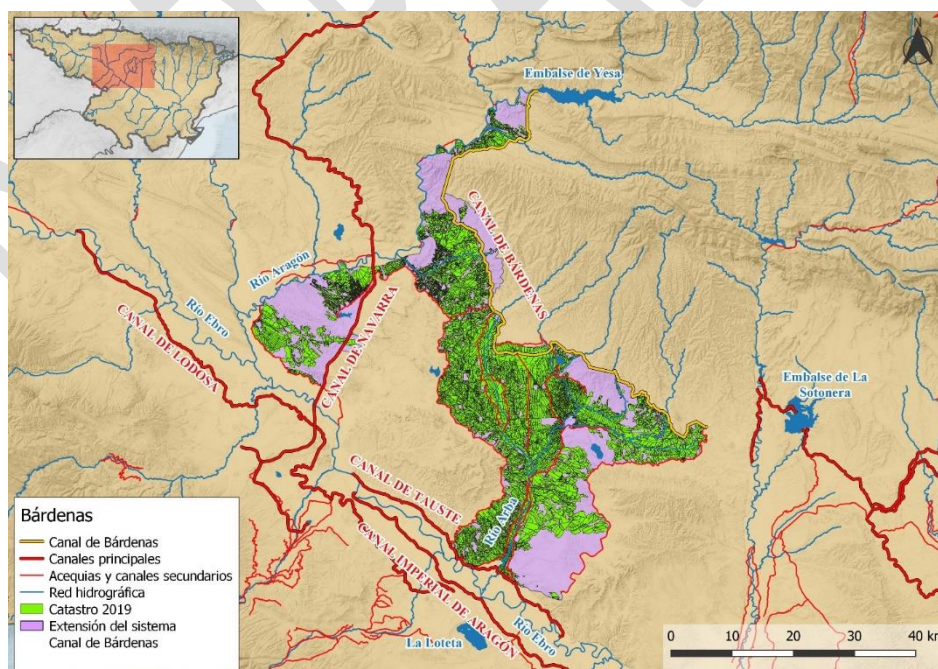 N
Embalse de Yesa
CANAL DE BÁRDENAS
Río Aragón
Río Ebro
CANAL DE LODOSA
CANAL DE NAVARRA
Embalse de La
Sotonera
CANAL DE TAUSTE
Río Arba
CANAL IMPERIAL DE ARAGÓN
Río Ebro
La Loteta
Bárdenas
Canal de Bárdenas
Canales principales
Acequias y canales secundarios
Red hidrográfica
Catastro 2019
Extensión del sistema
Canal de Bárdenas
0 10 20 30 40 km